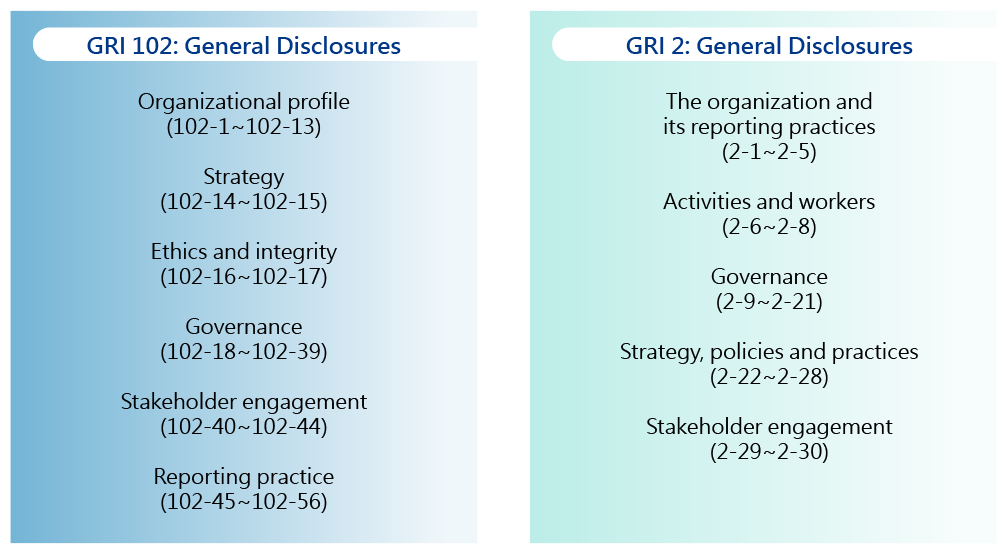 GRI 102: General Disclosures
Organizational profile
(102-1~102-13)
Strategy
(102-14~102-15)
Ethics and integrity
(102-16~102-17)
Governance
(102-18~102-39)
Stakeholder engagement
(102-40~102-44)
Reporting practice
(102-45~102-56)
GRI 2: General Disclosures
The organization and
its reporting practices
(2-1~2-5)
Activities and workers
(2-6~2-8)
Governance
(2-9~2-21)
Strategy, policies and practices
(2-22~2-28)
Stakeholder engagement
(2-29~2-30)